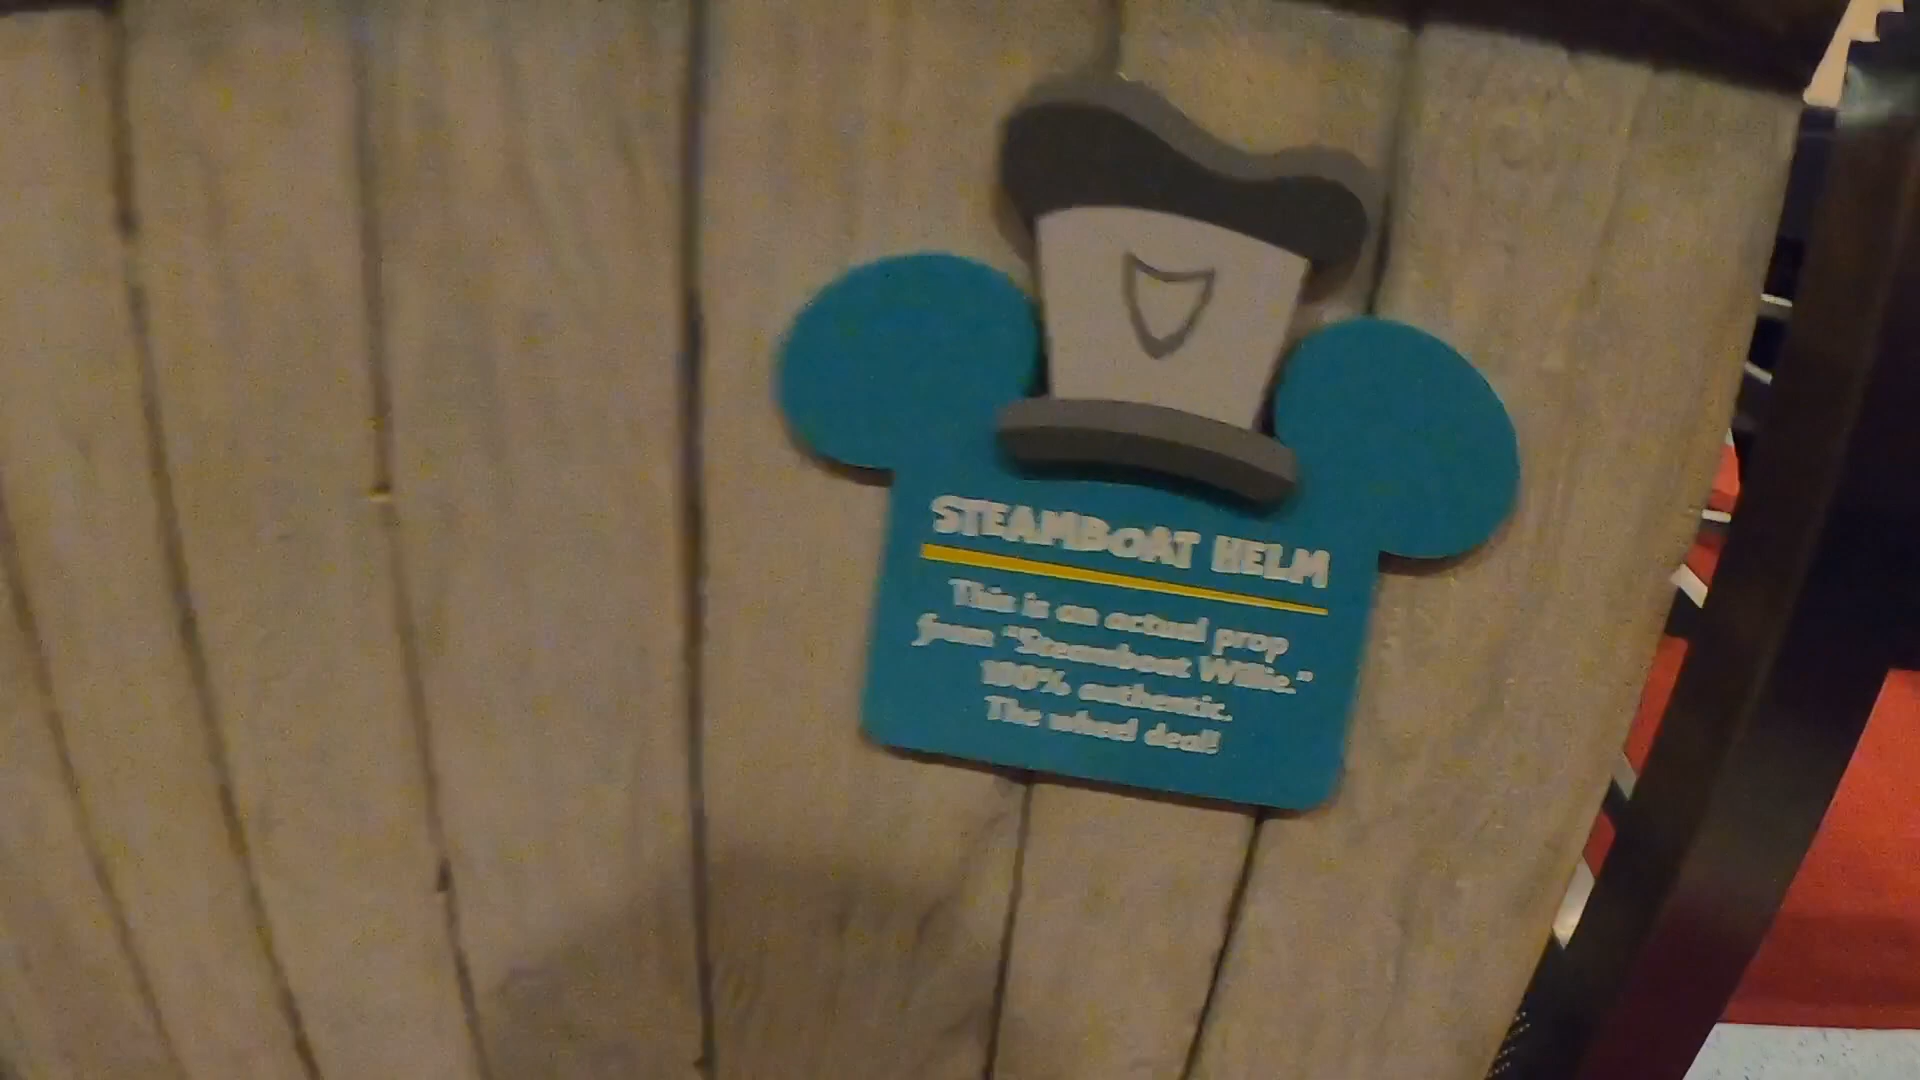 STEAMBOAT HELM
This is an actual prop
from "Steamboat Willie."
100% authentic.
The wheel deal!